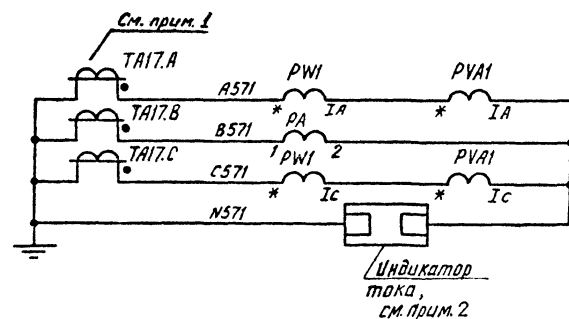 См. прим. 1
TA17.A
A571
PW1
PVA1
* IA
* IA
TA17.B
B571
PA
1 2
TA17.C
C571
PW1
PVA1
* Ic
* Ic
N571
Индикатор
тока,
см. прим. 2